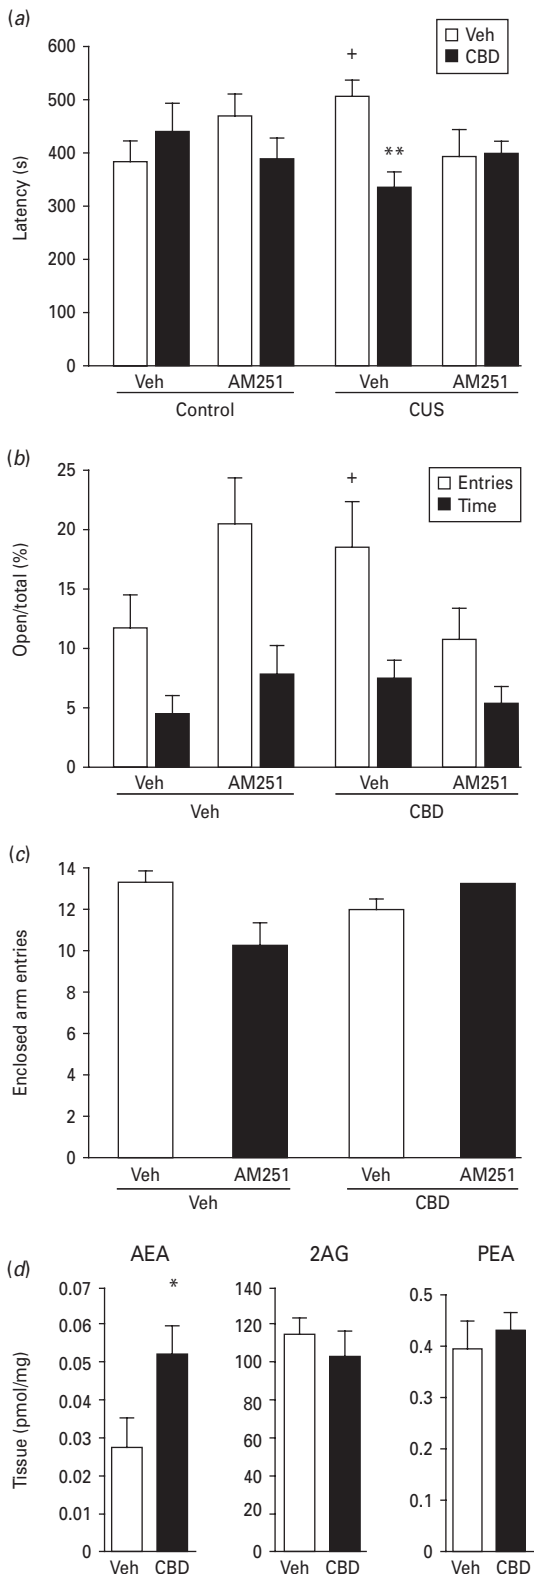 (a)
Veh
CBD
Latency (s)
600
500
400
300
200
100
0
+
**
Veh AM251 Veh AM251
Control CUS
(b)
Entries
Time
Open/total (%)
25
20
15
10
5
0
+
Veh AM251 Veh AM251
Veh CBD
(c)
Enclosed arm entries
14
12
10
8
6
4
2
0
Veh AM251 Veh AM251
Veh CBD
(d)
AEA 2AG PEA
Tissue (pmol/mg)
0.07
0.06
0.05
0.04
0.03
0.02
0.01
0
*
Veh CBD
140
120
100
80
60
40
20
0
Veh CBD
0.5
0.4
0.3
0.2
0.1
0
Veh CBD